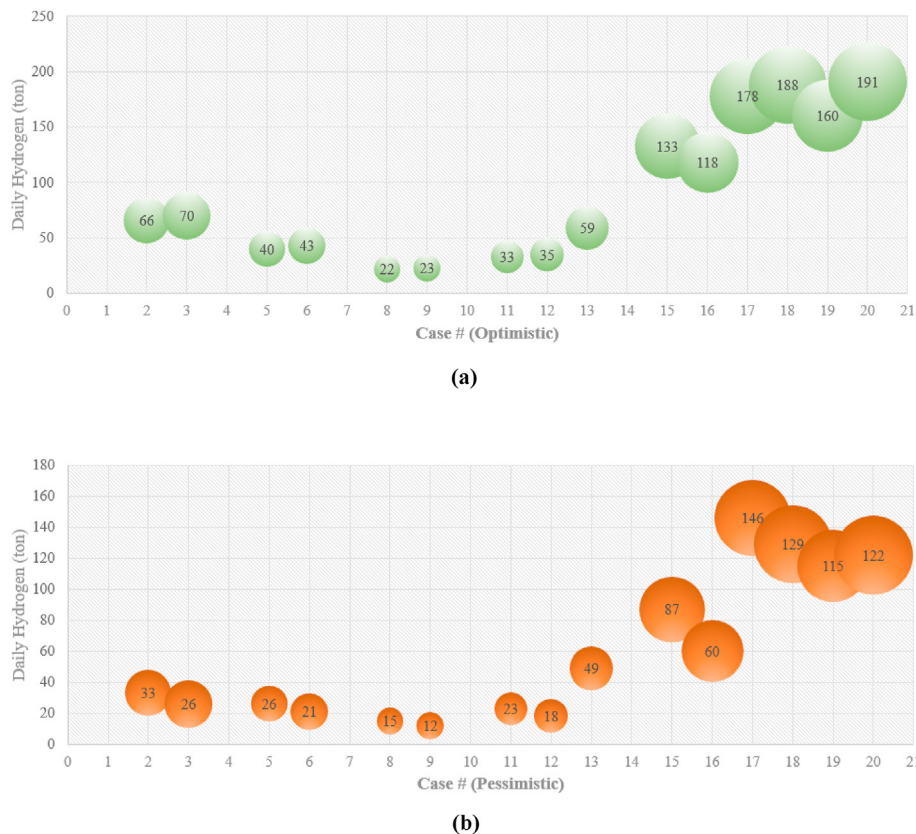 250
200
150
100
50
0
Daily Hydrogen (ton)
66 70 40 43 22 23 33 35 59 133 118 178 188 160 191
0 1 2 3 4 5 6 7 8 9 10 11 12 13 14 15 16 17 18 19 20 21
Case # (Optimistic)
(a)
180
160
140
120
100
80
60
40
20
0
Daily Hydrogen (ton)
33 26 26 21 15 12 23 18 49 87 60 146 129 115 122
0 1 2 3 4 5 6 7 8 9 10 11 12 13 14 15 16 17 18 19 20 21
Case # (Pessimistic)
(b)